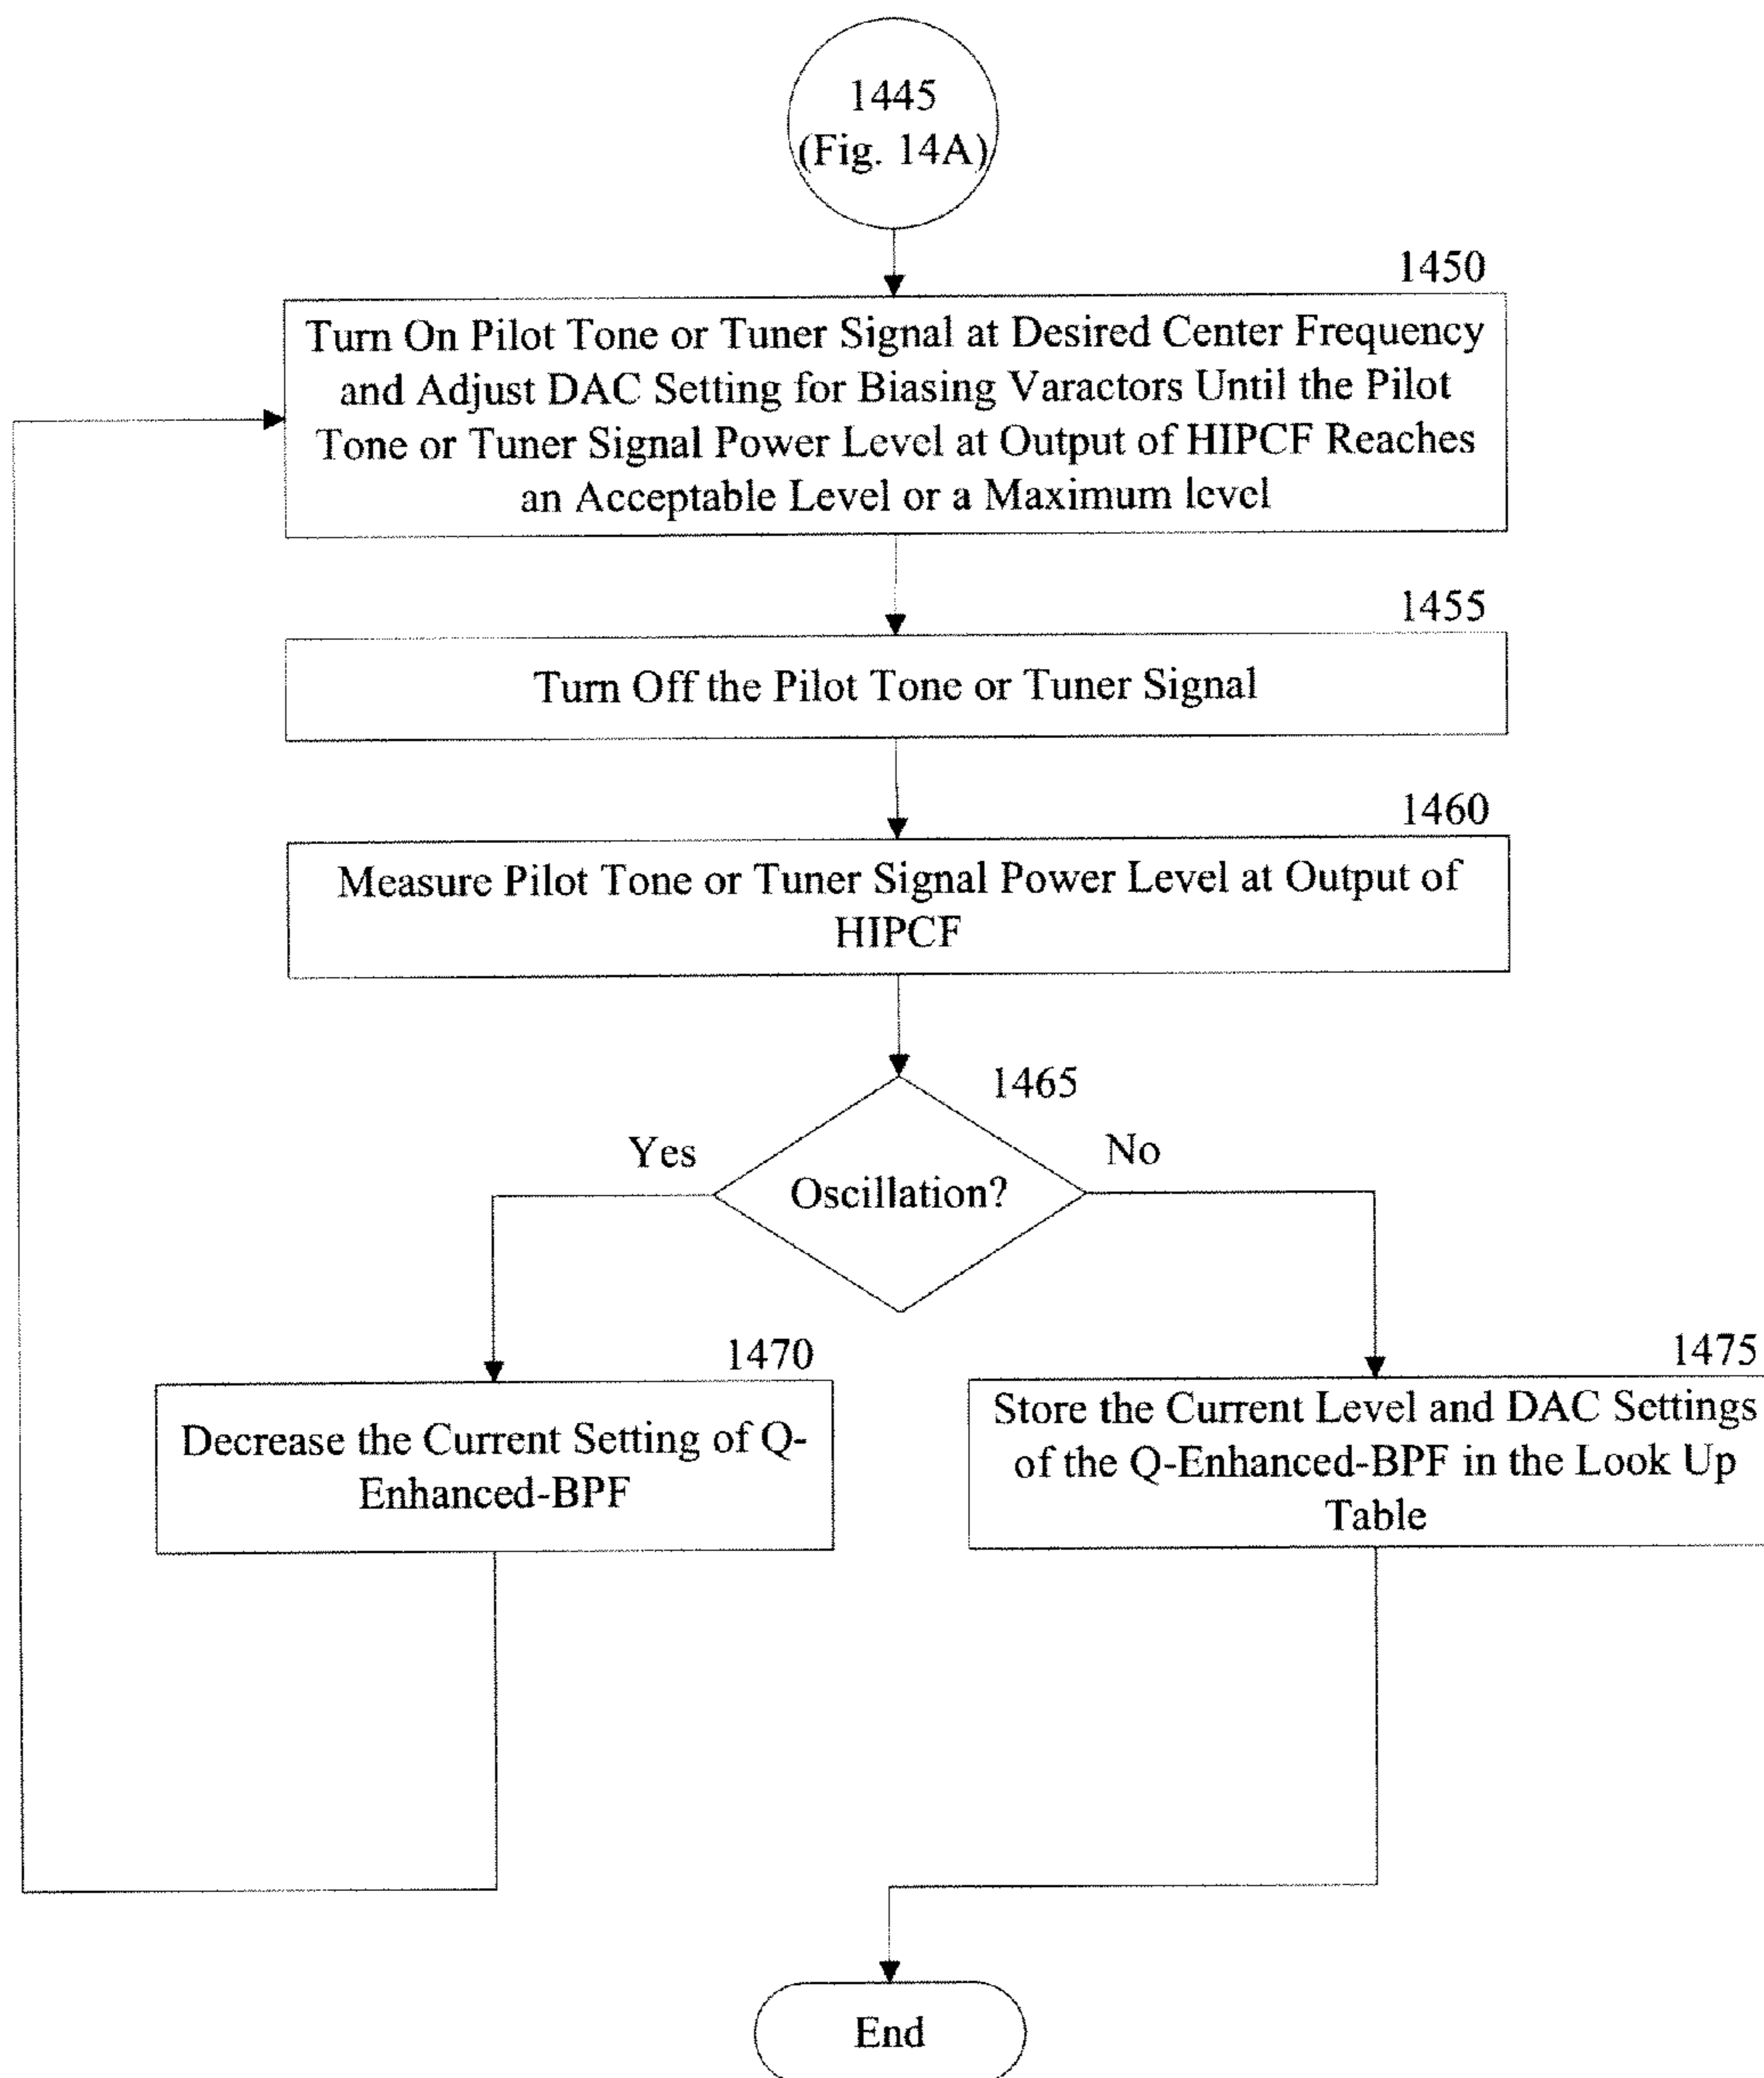 1445
(Fig. 14A)
1450
Turn On Pilot Tone or Tuner Signal at Desired Center Frequency
and Adjust DAC Setting for Biasing Varactors Until the Pilot
Tone or Tuner Signal Power Level at Output of HIPCF Reaches
an Acceptable Level or a Maximum level
1455
Turn Off the Pilot Tone or Tuner Signal
1460
Measure Pilot Tone or Tuner Signal Power Level at Output of
HIPCF
1465
Yes
No
Oscillation?
1470
Decrease the Current Setting of Q-
Enhanced-BPF
1475
Store the Current Level and DAC Settings
of the Q-Enhanced-BPF in the Look Up
Table
End